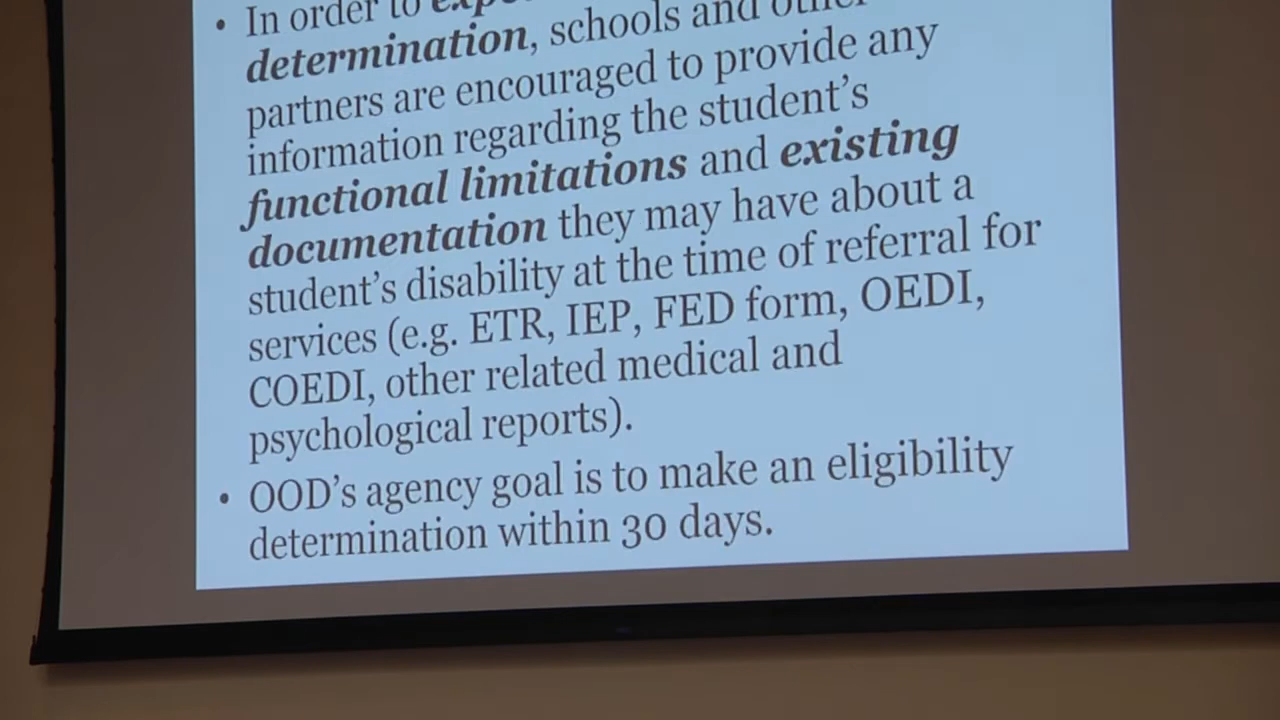 • In order to
determination, schools and other
partners are encouraged to provide any
information regarding the student's
functional limitations and existing
documentation they may have about a
student's disability at the time of referral for
services (e.g. ETR, IEP, FED form, OEDI,
COEDI, other related medical and
psychological reports).
• OOD's agency goal is to make an eligibility
determination within 30 days.